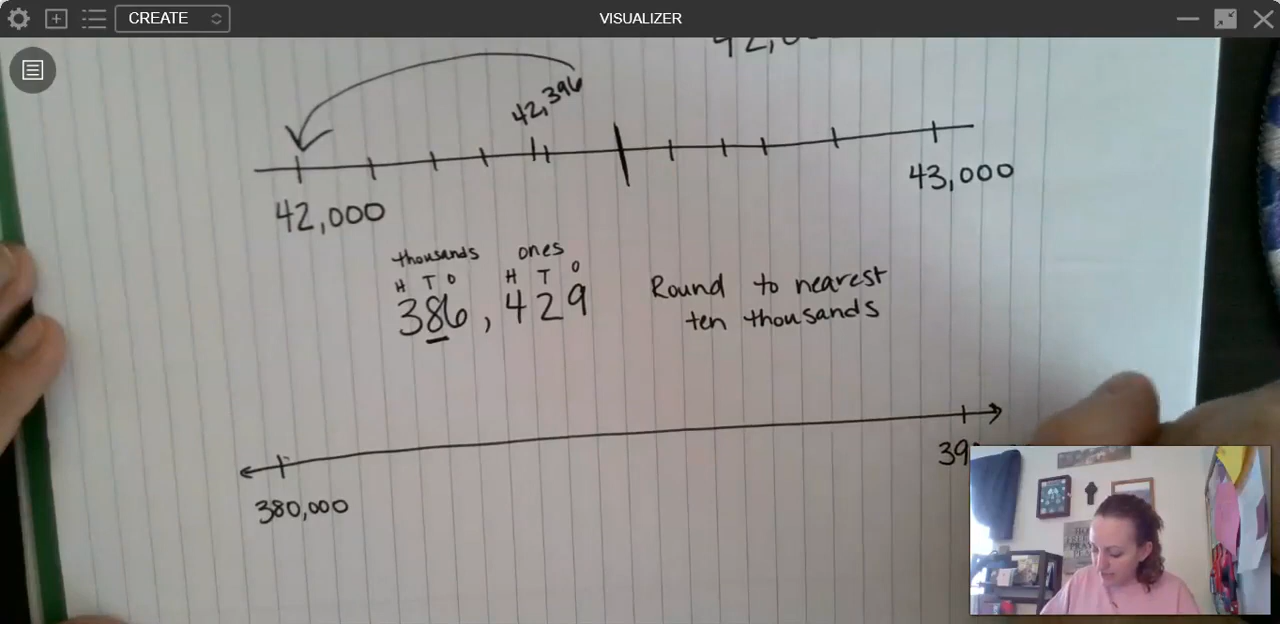 CREATE
VISUALIZER
42,396
42,000
43,000
thousands ones
H T O H T O
386,429
Round to nearest
ten thousands
380,000
39